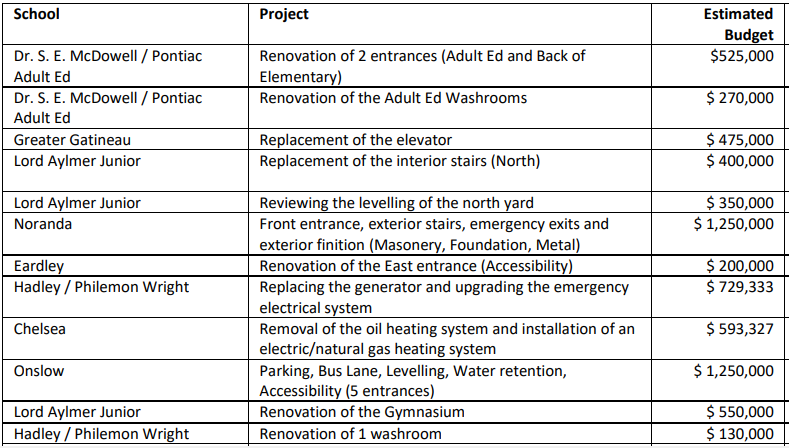 School Project Estimated
Budget
Dr. S. E. McDowell / Pontiac Renovation of 2 entrances (Adult Ed and Back of $525,000
Adult Ed Elementary)
Dr. S. E. McDowell / Pontiac Renovation of the Adult Ed Washrooms $ 270,000
Adult Ed
Greater Gatineau Replacement of the elevator $ 475,000
Lord Aylmer Junior Replacement of the interior stairs (North) $ 400,000
Lord Aylmer Junior Reviewing the levelling of the north yard $ 350,000
Noranda Front entrance, exterior stairs, emergency exits and $ 1,250,000
exterior finition (Masonery, Foundation, Metal)
Eardley Renovation of the East entrance (Accessibility) $ 200,000
Hadley / Philemon Wright Replacing the generator and upgrading the emergency $ 729,333
electrical system
Chelsea Removal of the oil heating system and installation of an $ 593,327
electric/natural gas heating system
Onslow Parking, Bus Lane, Levelling, Water retention, $ 1,250,000
Accessibility (5 entrances)
Lord Aylmer Junior Renovation of the Gymnasium $ 550,000
Hadley / Philemon Wright Renovation of 1 washroom $ 130,000